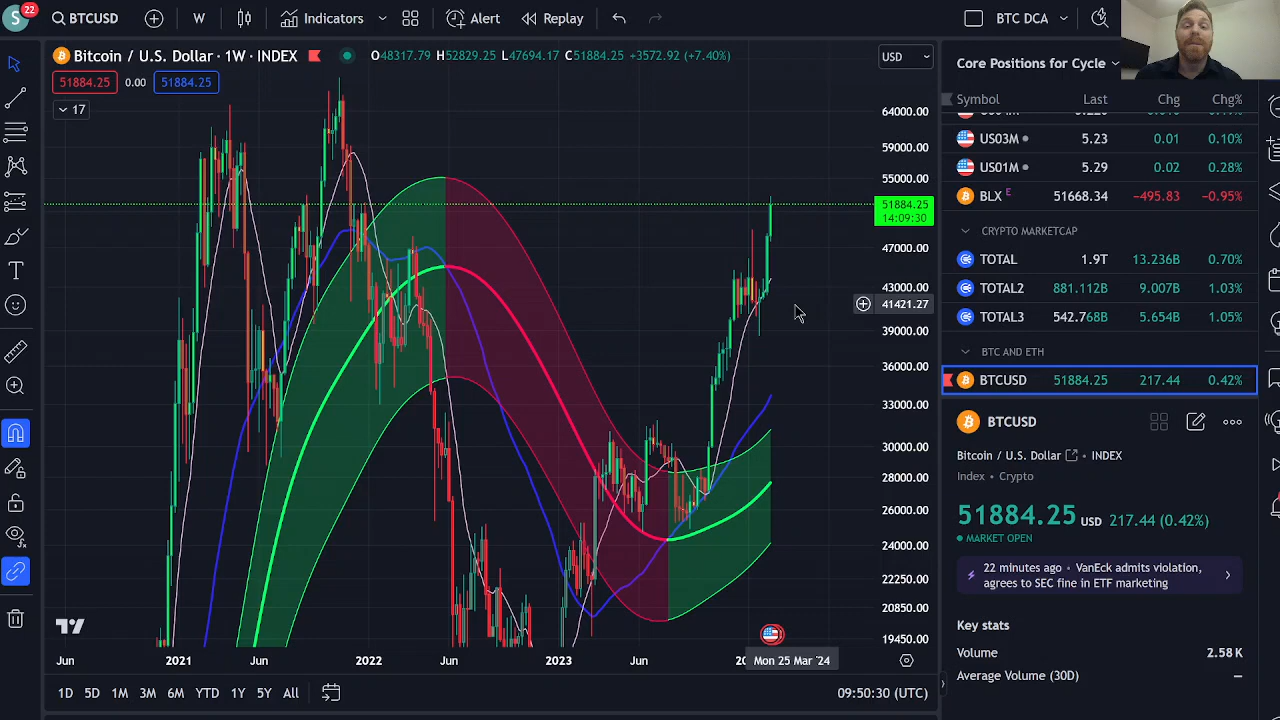 S
22
BTCUSD
W
Indicators
Alert
Replay
BTC DCA
Bitcoin / U.S. Dollar · 1W · INDEX
O48317.79 H52829.25 L47694.17 C51884.25 +3572.92 (+7.40%)
USD
51884.25 0.00 51884.25
17
64000.00
59000.00
55000.00
51884.25
14:09:30
47000.00
43000.00
41421.27
39000.00
36000.00
33000.00
30000.00
28000.00
26000.00
24000.00
22250.00
20850.00
19450.00
Jun
2021
Jun
2022
Jun
2023
Jun
Mon 25 Mar '24
1D 5D 1M 3M 6M YTD 1Y 5Y All
09:50:30 (UTC)
Core Positions for Cycle
Symbol Last Chg Chg%
US03M 5.23 0.01 0.10%
US01M 5.29 0.02 0.28%
BLX E 51668.34 −495.83 −0.95%
CRYPTO MARKETCAP
TOTAL 1.9T 13.236B 0.70%
TOTAL2 881.112B 9.007B 1.03%
TOTAL3 542.768B 5.654B 1.05%
BTC AND ETH
BTCUSD 51884.25 217.44 0.42%
BTCUSD
Bitcoin / U.S. Dollar · INDEX
Index · Crypto
51884.25 USD 217.44 (0.42%)
MARKET OPEN
22 minutes ago · VanEck admits violation,
agrees to SEC fine in ETF marketing
Key stats
Volume 2.58K
Average Volume (30D) —